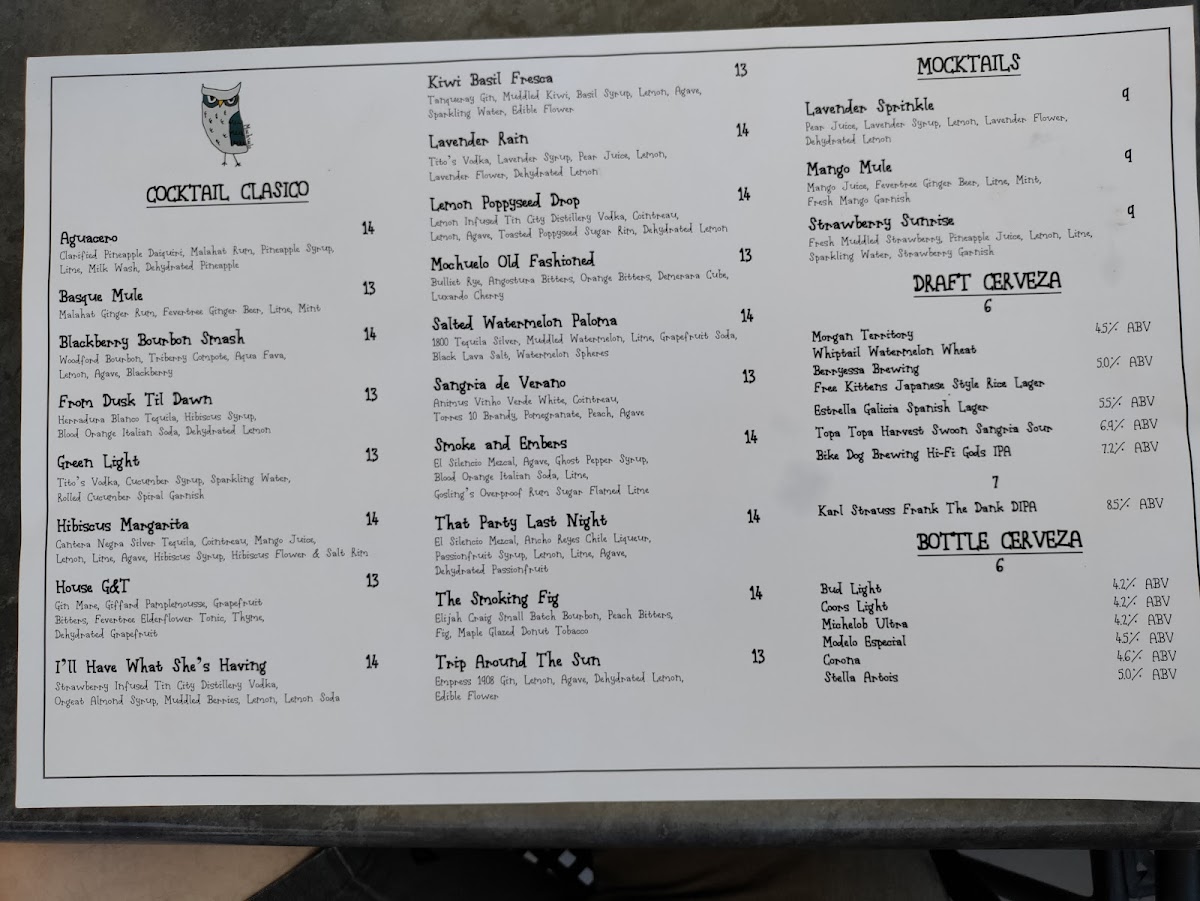 COCKTAIL CLASICO
Aguacero 14
Clarified Pineapple Daiquiri, Malahat Rum, Pineapple Syrup,
Lime, Milk Wash, Dehydrated Pineapple
Basque Mule 13
Malahat Ginger Rum, Fevertree Ginger Beer, Lime, Mint
Blackberry Bourbon Smash 14
Woodford Bourbon, Triberry Compote, Aqua Fava,
Lemon, Agave, Blackberry
From Dusk Til Dawn 13
Herradura Blanco Tequila, Hibiscus Syrup,
Blood Orange Italian Soda, Dehydrated Lemon
Green Light 13
Tito's Vodka, Cucumber Syrup, Sparkling Water,
Rolled Cucumber Spiral Garnish
Hibiscus Margarita 14
Cantera Negra Silver Tequila, Cointreau, Mango Juice,
Lemon, Lime, Agave, Hibiscus Syrup, Hibiscus Flower & Salt Rim
House G&T 13
Gin Mare, Giffard Pamplemousse, Grapefruit
Bitters, Fevertree Elderflower Tonic, Thyme,
Dehydrated Grapefruit
I'll Have What She's Having 14
Strawberry Infused Tin City Distillery Vodka,
Orgeat Almond Syrup, Muddled Berries, Lemon, Lemon Soda
Kiwi Basil Fresca 13
Tanqueray Gin, Muddled Kiwi, Basil Syrup, Lemon, Agave,
Sparkling Water, Edible Flower
Lavender Rain 14
Tito's Vodka, Lavender Syrup, Pear Juice, Lemon,
Lavender Flower, Dehydrated Lemon
Lemon Poppyseed Drop 14
Lemon Infused Tin City Distillery Vodka, Cointreau,
Lemon, Agave, Toasted Poppyseed Sugar Rim, Dehydrated Lemon
Mochuelo Old Fashioned 13
Bulliet Rye, Angostura Bitters, Orange Bitters, Demerara Cube,
Luxardo Cherry
Salted Watermelon Paloma 14
1800 Tequila Silver, Muddled Watermelon, Lime, Grapefruit Soda,
Black Lava Salt, Watermelon Spheres
Sangria de Verano 13
Animus Vinho Verde White, Cointreau,
Torres 10 Brandy, Pomegranate, Peach, Agave
Smoke and Embers 14
El Silencio Mezcal, Agave, Ghost Pepper Syrup,
Blood Orange Italian Soda, Lime,
Gosling's Overproof Rum Sugar Flamed Lime
That Party Last Night 14
El Silencio Mezcal, Ancho Reyes Chile Liqueur,
Passionfruit Syrup, Lemon, Lime, Agave,
Dehydrated Passionfruit
The Smoking Fig 14
Elijah Craig Small Batch Bourbon, Peach Bitters,
Fig, Maple Glazed Donut Tobacco
Trip Around The Sun 13
Empress 1908 Gin, Lemon, Agave, Dehydrated Lemon,
Edible Flower
MOCKTAILS
Lavender Sprinkle 9
Pear Juice, Lavender Syrup, Lemon, Lavender Flower,
Dehydrated Lemon
Mango Mule 9
Mango Juice, Fevertree Ginger Beer, Lime, Mint,
Fresh Mango Garnish
Strawberry Sunrise 9
Fresh Muddled Strawberry, Pineapple Juice, Lemon, Lime,
Sparkling Water, Strawberry Garnish
DRAFT CERVEZA
6
Morgan Territory 4.5% ABV
Whiptail Watermelon Wheat
Berryessa Brewing 5.0% ABV
Free Kittens Japanese Style Rice Lager
Estrella Galicia Spanish Lager 5.5% ABV
Topa Topa Harvest Swoon Sangria Sour 6.9% ABV
Bike Dog Brewing Hi-Fi Gods IPA 7.2% ABV
7
Karl Strauss Frank The Dank DIPA 8.5% ABV
BOTTLE CERVEZA
6
Bud Light 4.2% ABV
Coors Light 4.2% ABV
Michelob Ultra 4.2% ABV
Modelo Especial 4.5% ABV
Corona 4.6% ABV
Stella Artois 5.0% ABV